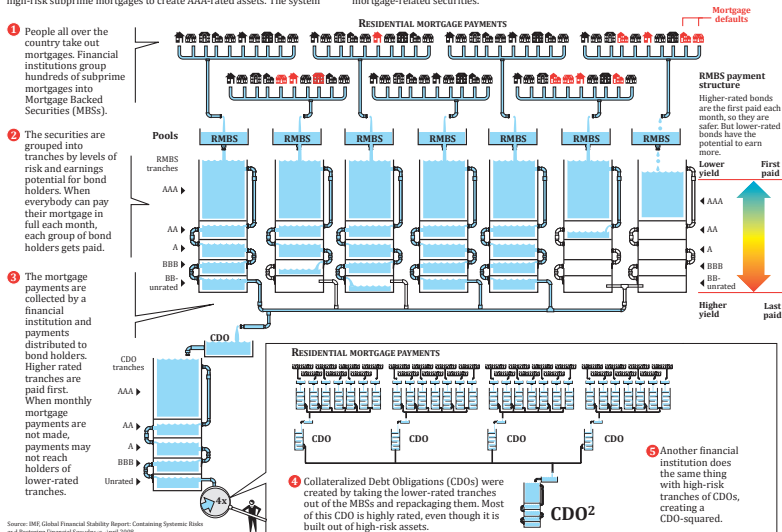 high-risk subprime mortgages to create AAA-rated assets. The system
mortgage-related securities.
1 People all over the
country take out
mortgages. Financial
institutions group
hundreds of subprime
mortgages into
Mortgage Backed
Securities (MBSs).
2 The securities are
grouped into
tranches by levels of
risk and earnings
potential for bond
holders. When
everybody can pay
their mortgage in
full each month,
each group of bond
holders gets paid.
3 The mortgage
payments are
collected by a
financial
institution and
payments
distributed to
bond holders.
Higher rated
tranches are
paid first.
When monthly
mortgage
payments are
not made,
payments may
not reach
holders of
lower-rated
tranches.
RESIDENTIAL MORTGAGE PAYMENTS
Mortgage
defaults
Pools
RMBS
RMBS
RMBS
RMBS
RMBS
RMBS
RMBS
RMBS
tranches
AAA
AA
A
BBB
BB-
unrated
RMBS payment
structure
Higher-rated bonds
are the first paid each
month, so they are
safer. But lower-rated
bonds have the
potential to earn
more.
Lower
yield
First
paid
AAA
AA
A
BBB
BB-
unrated
Higher
yield
Last
paid
CDO
CDO
tranches
AAA
AA
A
BBB
Unrated
4x
RESIDENTIAL MORTGAGE PAYMENTS
CDO
CDO
CDO
CDO
4 Collateralized Debt Obligations (CDOs) were
created by taking the lower-rated tranches
out of the MBSs and repackaging them. Most
of this CDO is highly rated, even though it is
built out of high-risk assets.
CDO²
5 Another financial
institution does
the same thing
with high-risk
tranches of CDOs,
creating a
CDO-squared.
Source: IMF, Global Financial Stability Report: Containing Systemic Risks
and Restoring Financial Soundness, April 2008